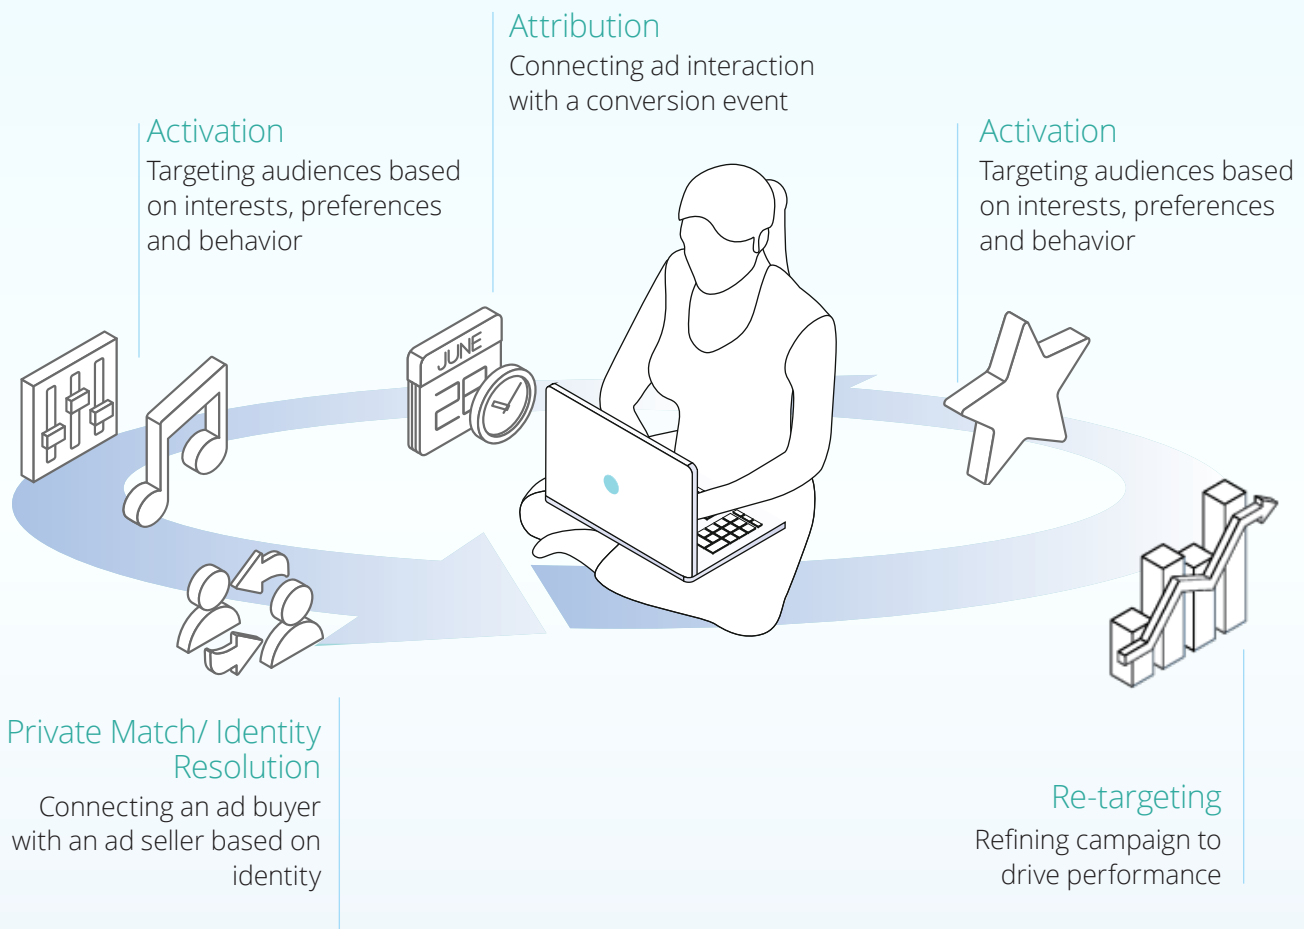 Attribution
Connecting ad interaction
with a conversion event
Activation
Targeting audiences based
on interests, preferences
and behavior
Activation
Targeting audiences based
on interests, preferences
and behavior
JUNE
28
Private Match/ Identity
Resolution
Connecting an ad buyer
with an ad seller based on
identity
Re-targeting
Refining campaign to
drive performance